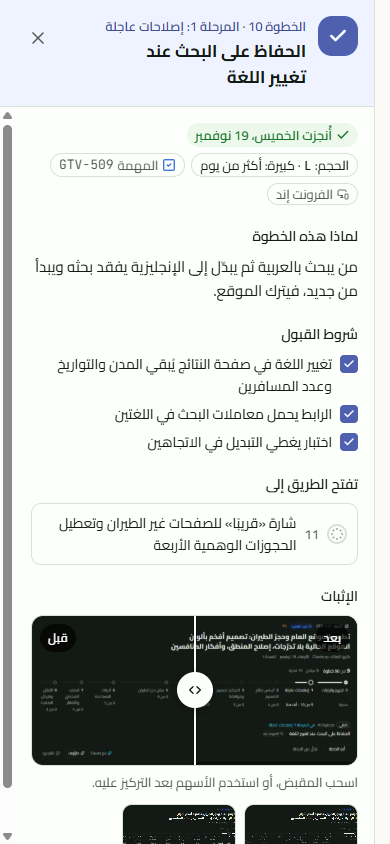 الخطوة 10 · المرحلة 1: إصلاحات عاجلة
الحفاظ على البحث عند
تغيير اللغة
أُنجزت الخميس، 19 نوفمبر
الحجم: L · كبيرة: أكثر من يوم
المهمة GTV-509
الفرونت إند
لماذا هذه الخطوة
من يبحث بالعربية ثم يبدّل إلى الإنجليزية يفقد بحثه ويبدأ
من جديد، فيترك الموقع.
شروط القبول
تغيير اللغة في صفحة النتائج يُبقي المدن والتواريخ
وعدد المسافرين
الرابط يحمل معاملات البحث في اللغتين
اختبار يغطي التبديل في الاتجاهين
تفتح الطريق إلى
11
شارة «قريبًا» للصفحات غير الطيران وتعطيل
الحجوزات الوهمية الأربعة
الإثبات
بعد
قبل
اسحب المقبض، أو استخدم الأسهم بعد التركيز عليه.